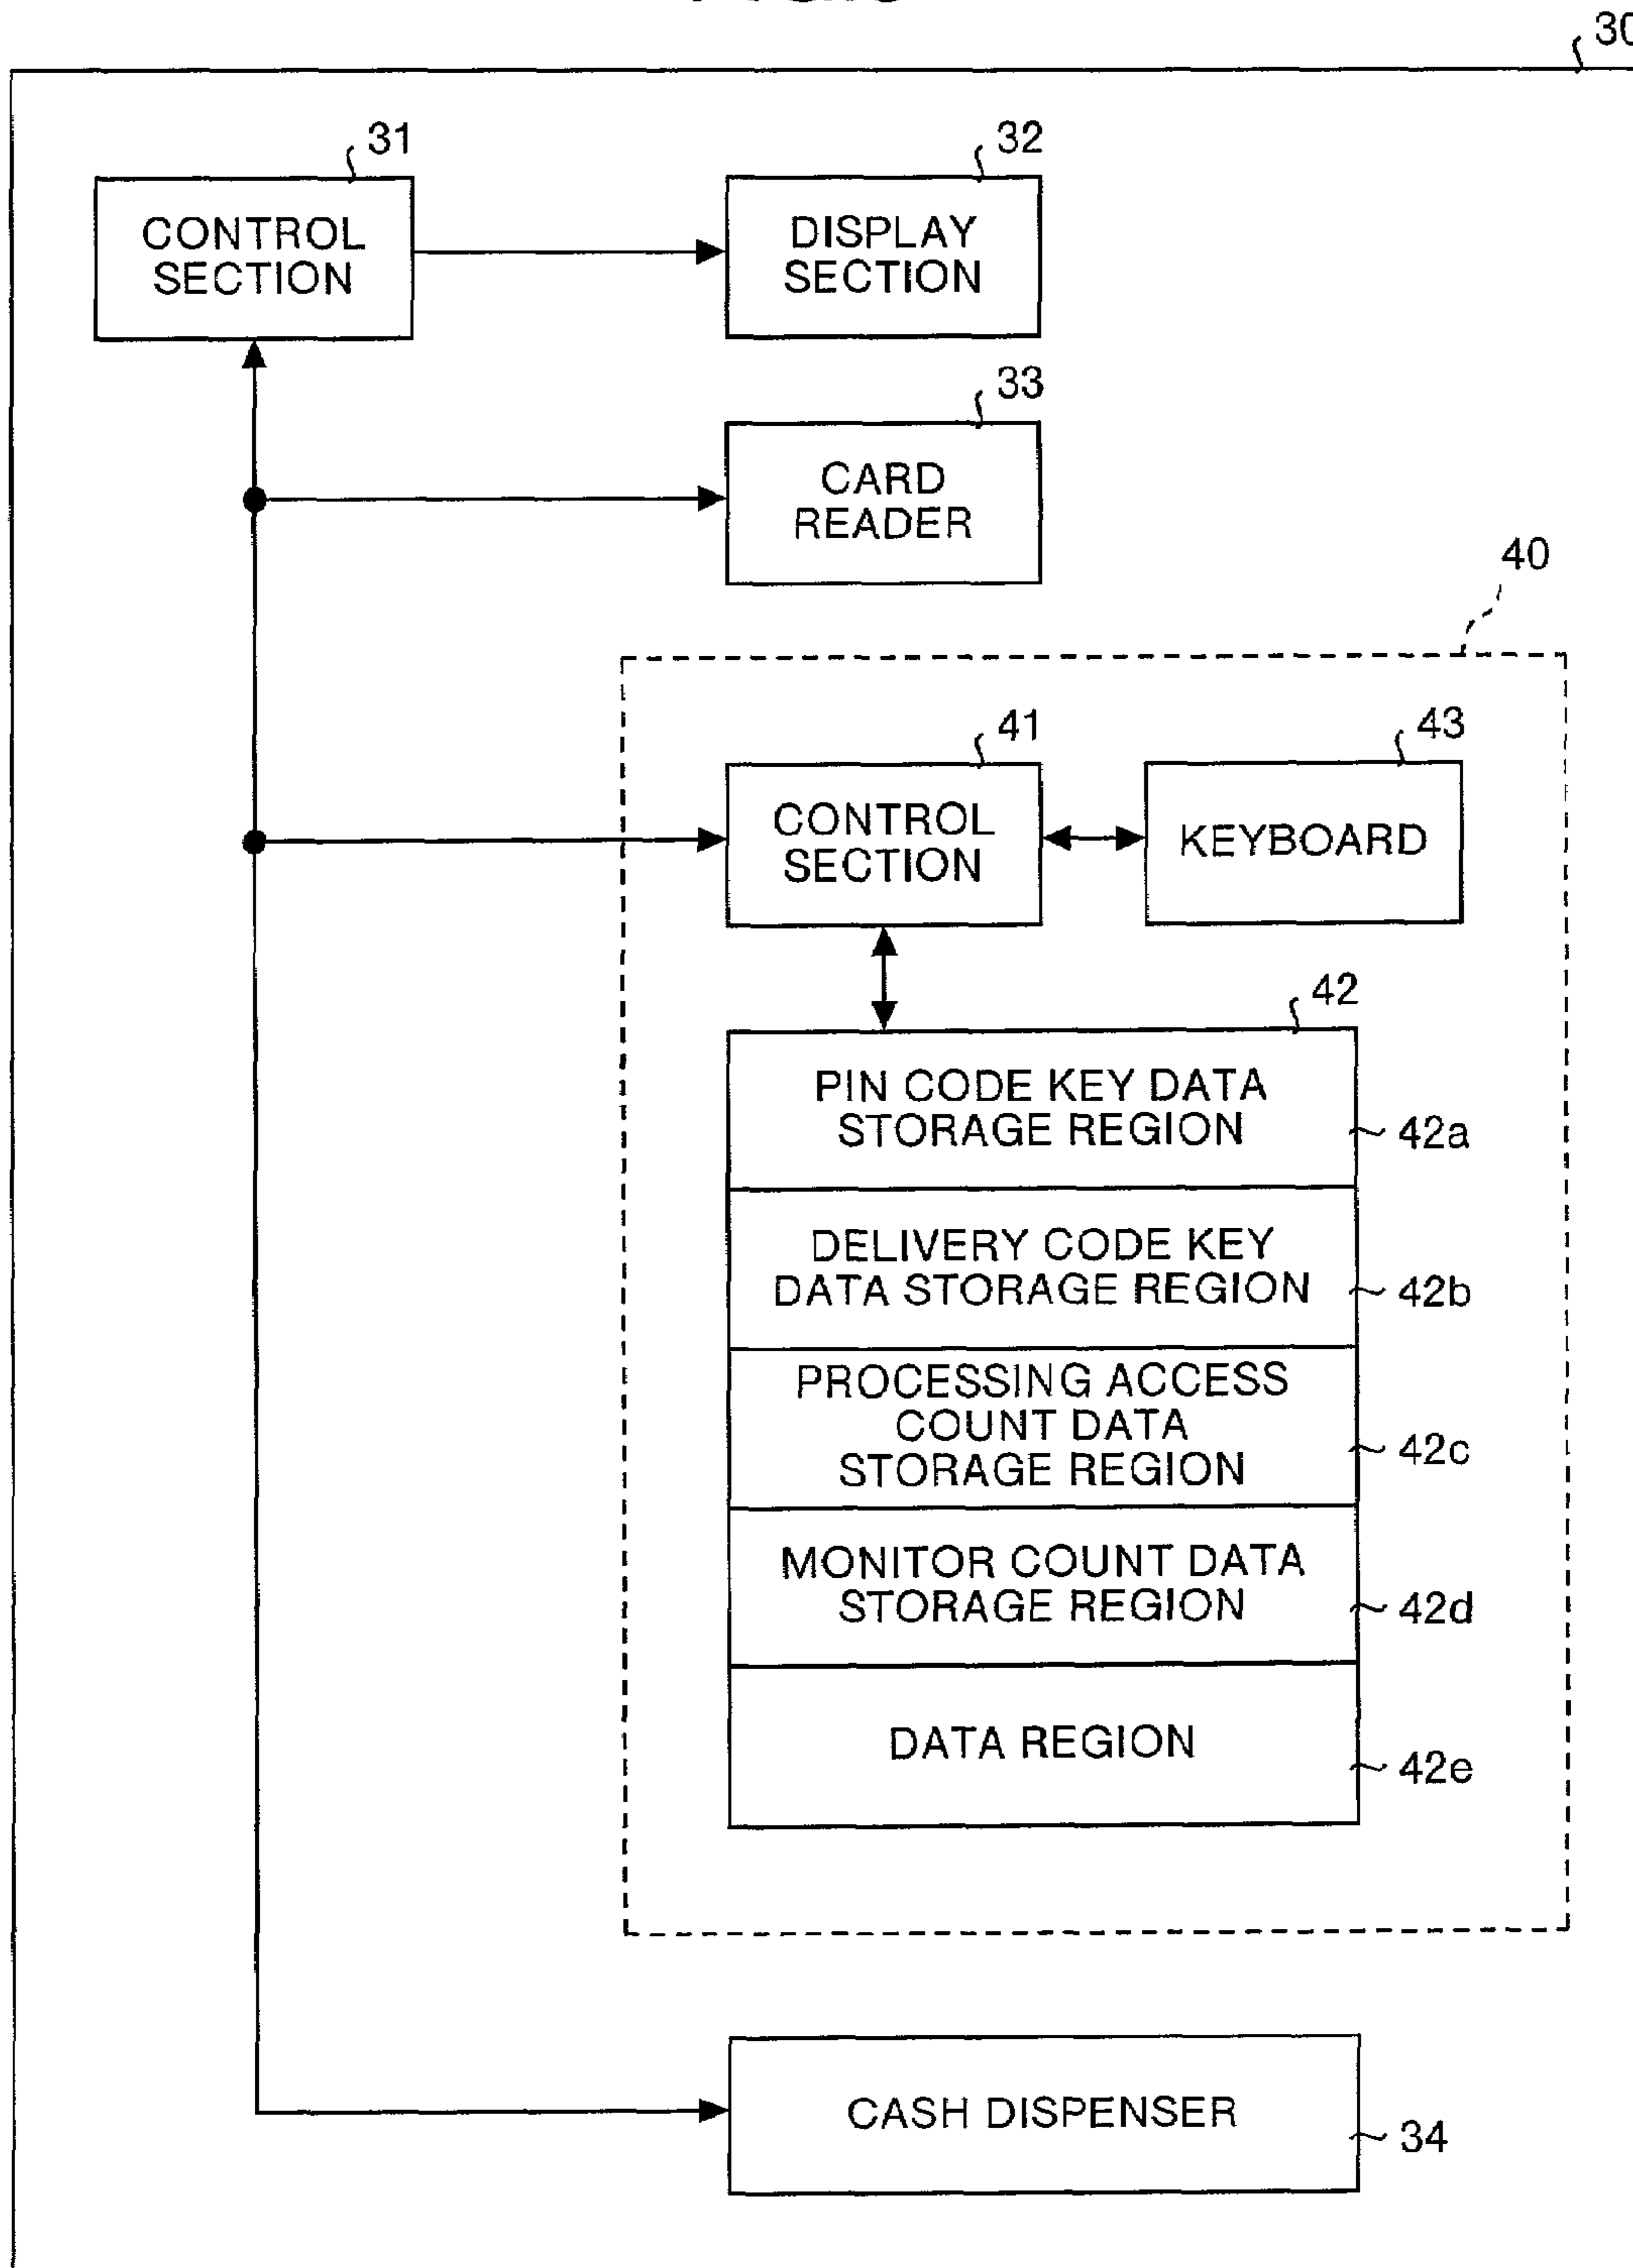 30
31
CONTROL
SECTION
32
DISPLAY
SECTION
33
CARD
READER
40
41
CONTROL
SECTION
43
KEYBOARD
42
PIN CODE KEY DATA
STORAGE REGION
42a
DELIVERY CODE KEY
DATA STORAGE REGION
42b
PROCESSING ACCESS
COUNT DATA
STORAGE REGION
42c
MONITOR COUNT DATA
STORAGE REGION
42d
DATA REGION
42e
CASH DISPENSER
34